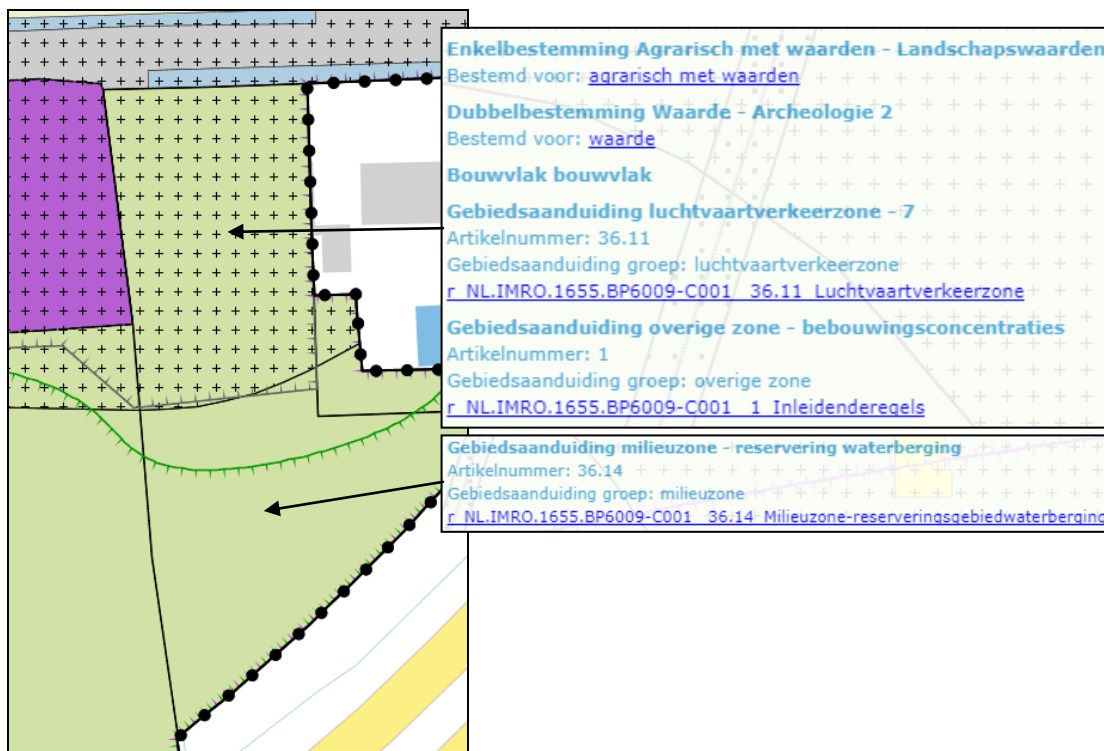 Enkelbestemming Agrarisch met waarden - Landschapswaarden
Bestemd voor: agrarisch met waarden
Dubbelbestemming Waarde - Archeologie 2
Bestemd voor: waarde
Bouwvlak bouwvlak
Gebiedsaanduiding luchtvaartverkeerzone - 7
Artikelnummer: 36.11
Gebiedsaanduiding groep: luchtvaartverkeerzone
r_NL.IMRO.1655.BP6009-C001__36.11_Luchtvaartverkeerzone
Gebiedsaanduiding overige zone - bebouwingsconcentraties
Artikelnummer: 1
Gebiedsaanduiding groep: overige zone
r_NL.IMRO.1655.BP6009-C001__1_Inleidenderegels
Gebiedsaanduiding milieuzone - reservering waterberging
Artikelnummer: 36.14
Gebiedsaanduiding groep: milieuzone
r_NL.IMRO.1655.BP6009-C001__36.14_Milieuzone-reserveringsgebiedwaterberging